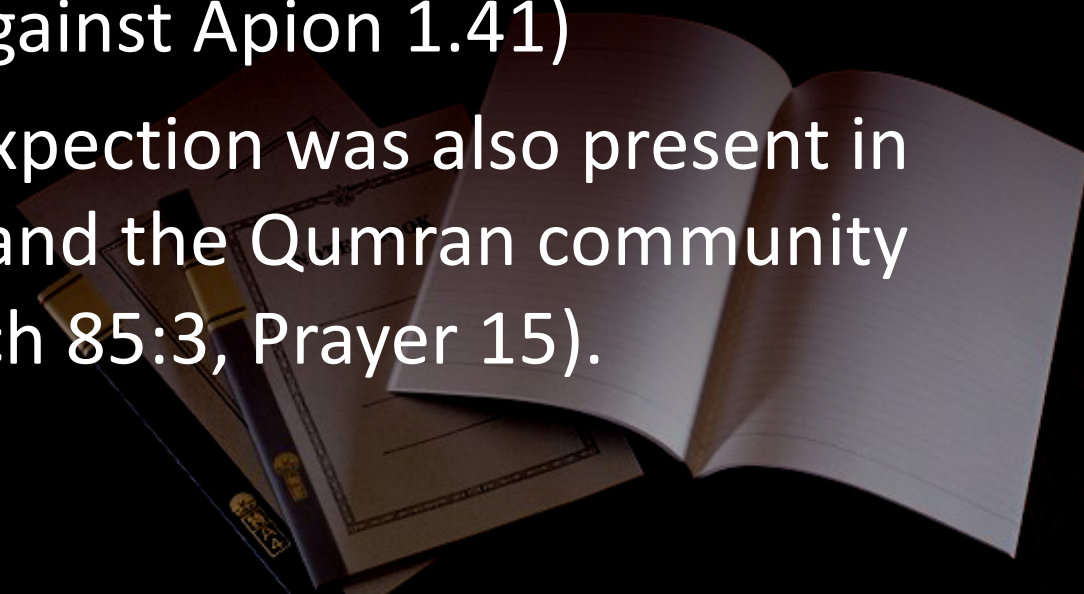 gainst Apion 1.41)
xpection was also present in
and the Qumran community
h 85:3, Prayer 15).